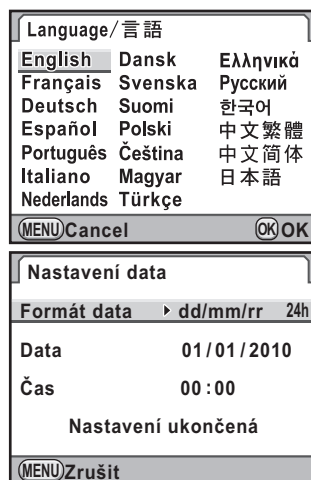 Language/言語
English Dansk Ελληνικά
Français Svenska Русский
Deutsch Suomi 한국어
Español Polski 中文繁體
Português Čeština 中文简体
Italiano Magyar 日本語
Nederlands Türkçe
MENU Cancel OK OK
Nastavení data
Formát data dd/mm/rr 24h
Data 01/01/2010
Čas 00:00
Nastavení ukončená
MENU Zrušit